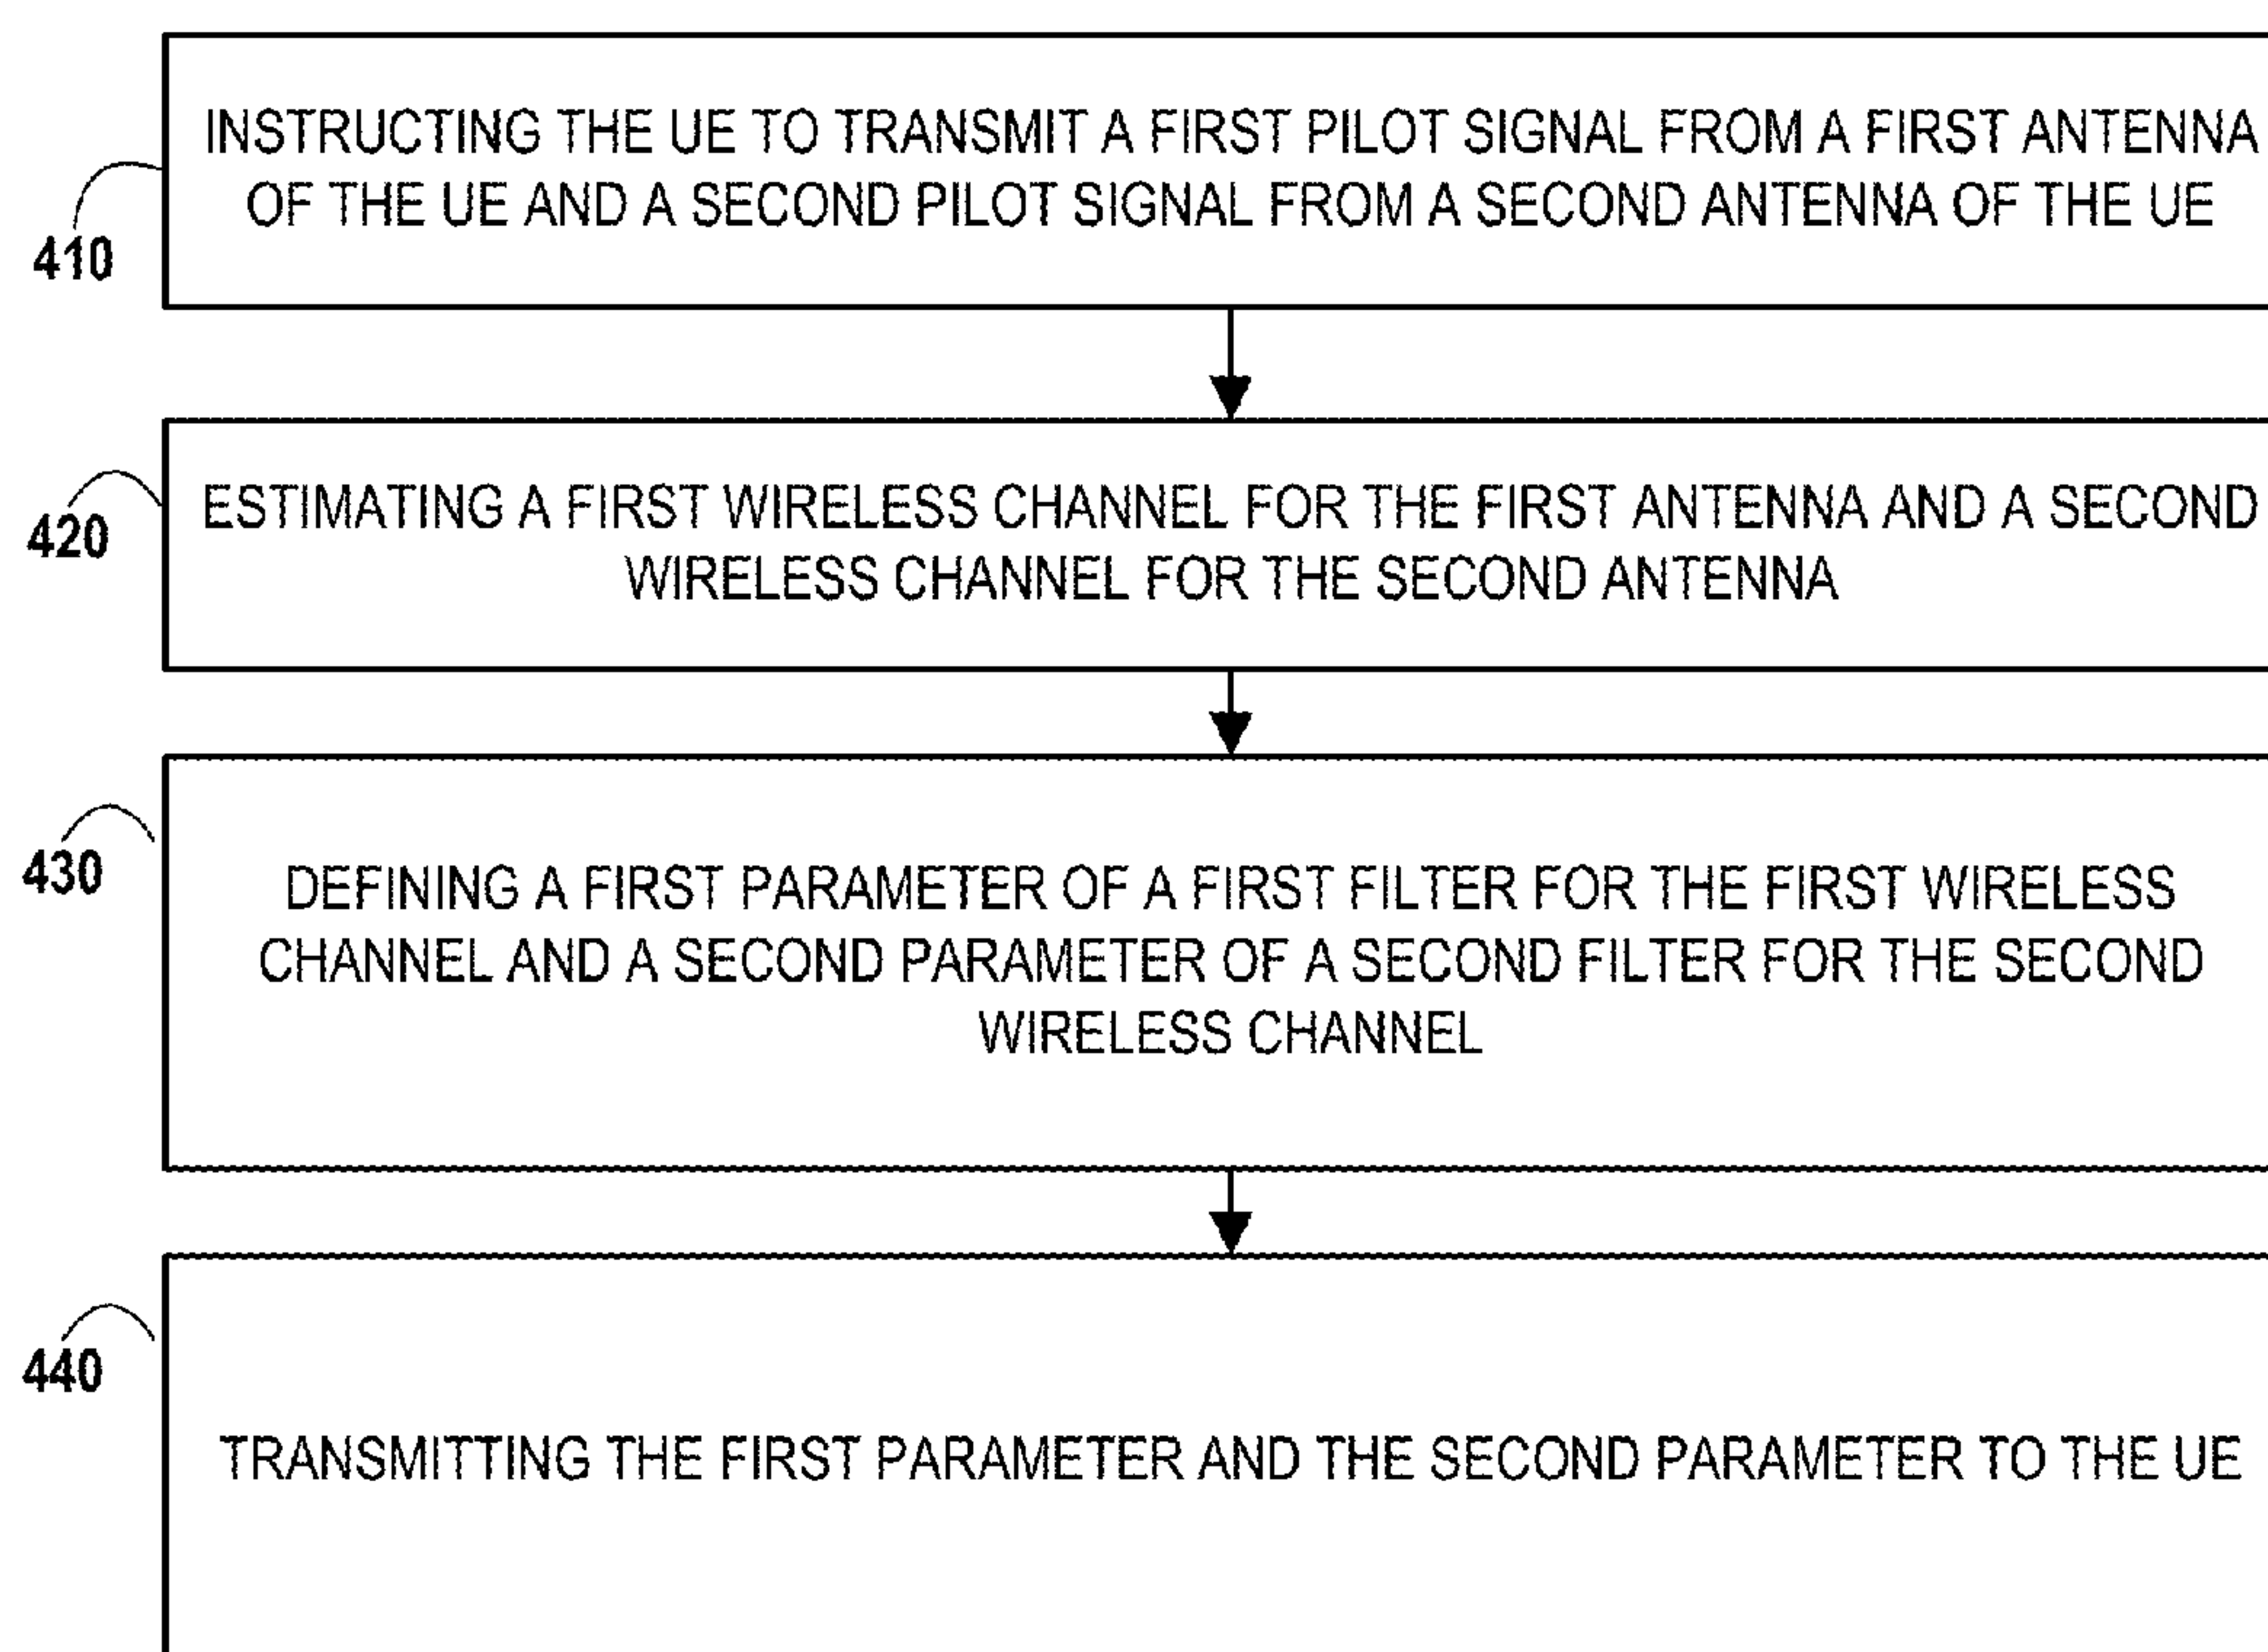 INSTRUCTING THE UE TO TRANSMIT A FIRST PILOT SIGNAL FROM A FIRST ANTENNA
OF THE UE AND A SECOND PILOT SIGNAL FROM A SECOND ANTENNA OF THE UE
410
ESTIMATING A FIRST WIRELESS CHANNEL FOR THE FIRST ANTENNA AND A SECOND
WIRELESS CHANNEL FOR THE SECOND ANTENNA
420
DEFINING A FIRST PARAMETER OF A FIRST FILTER FOR THE FIRST WIRELESS
CHANNEL AND A SECOND PARAMETER OF A SECOND FILTER FOR THE SECOND
WIRELESS CHANNEL
430
TRANSMITTING THE FIRST PARAMETER AND THE SECOND PARAMETER TO THE UE
440